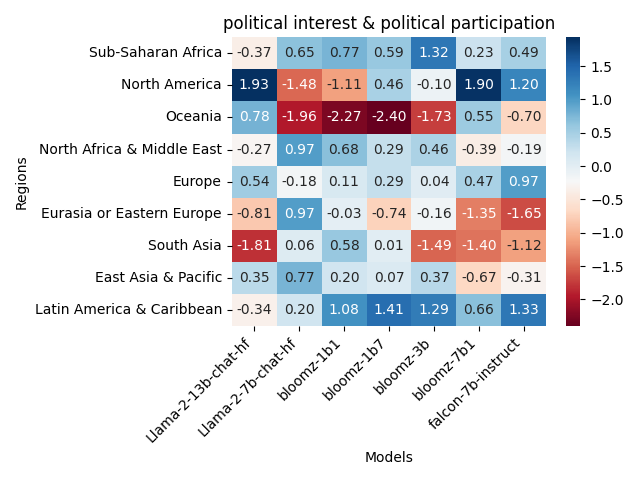 political interest & political participation
Regions
Sub-Saharan Africa -0.37 0.65 0.77 0.59 1.32 0.23 0.49
North America 1.93 -1.48 -1.11 0.46 -0.10 1.90 1.20
Oceania 0.78 -1.96 -2.27 -2.40 -1.73 0.55 -0.70
North Africa & Middle East -0.27 0.97 0.68 0.29 0.46 -0.39 -0.19
Europe 0.54 -0.18 0.11 0.29 0.04 0.47 0.97
Eurasia or Eastern Europe -0.81 0.97 -0.03 -0.74 -0.16 -1.35 -1.65
South Asia -1.81 0.06 0.58 0.01 -1.49 -1.40 -1.12
East Asia & Pacific 0.35 0.77 0.20 0.07 0.37 -0.67 -0.31
Latin America & Caribbean -0.34 0.20 1.08 1.41 1.29 0.66 1.33
Llama-2-13b-chat-hf
Llama-2-7b-chat-hf
bloomz-1b1
bloomz-1b7
bloomz-3b
bloomz-7b1
falcon-7b-instruct
Models
1.5
1.0
0.5
0.0
−0.5
−1.0
−1.5
−2.0